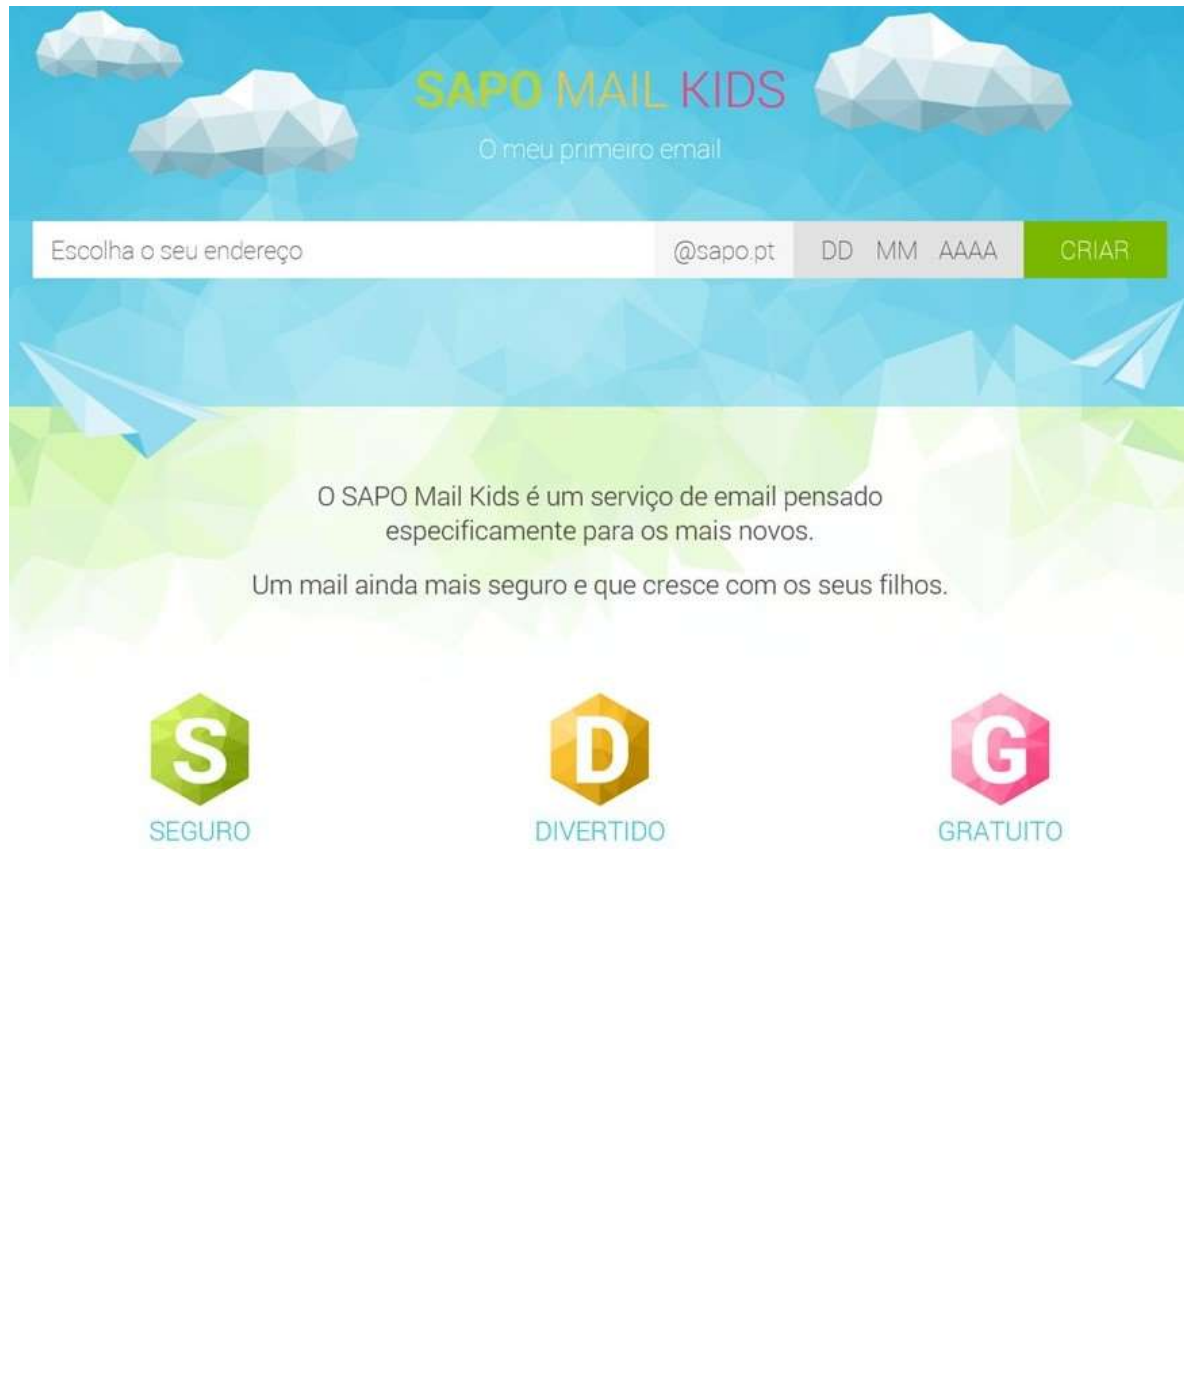 SAPO MAIL KIDS
O meu primeiro email
Escolha o seu endereço @sapo.pt DD MM AAAA CRIAR
O SAPO Mail Kids é um serviço de email pensado
especificamente para os mais novos.
Um mail ainda mais seguro e que cresce com os seus filhos.
S D G
SEGURO DIVERTIDO GRATUITO